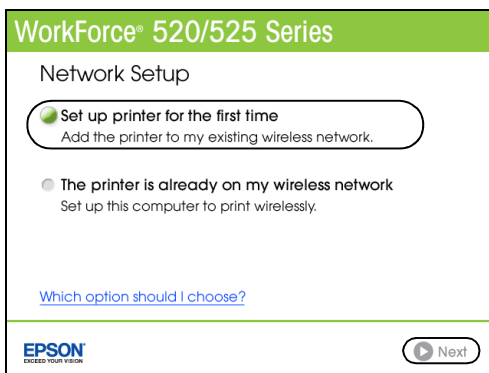 WorkForce® 520/525 Series
Network Setup
Set up printer for the first time
Add the printer to my existing wireless network.
The printer is already on my wireless network
Set up this computer to print wirelessly.
Which option should I choose?
EPSON®
EXCEED YOUR VISION
Next